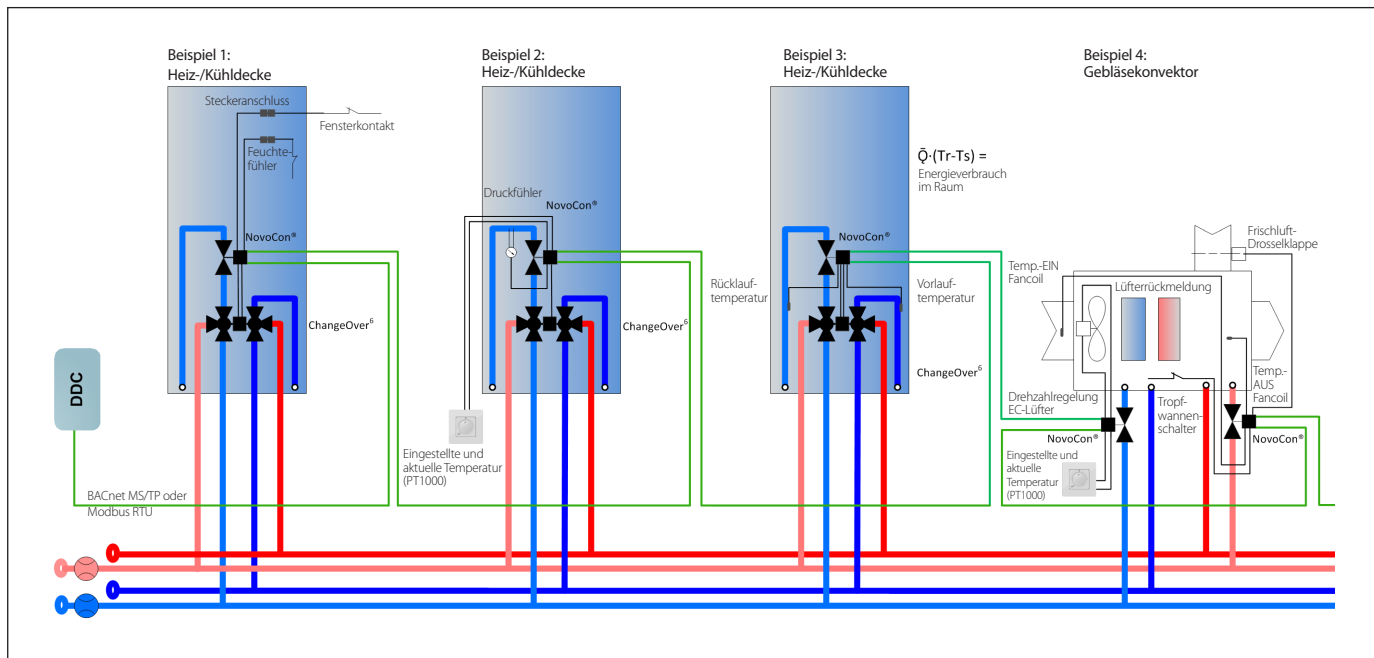 Beispiel 1:
Heiz-/Kühldecke
Steckeranschluss
Fensterkontakt
Feuchte-
fühler
NovoCon®
ChangeOver⁶
DDC
BACnet MS/TP oder
Modbus RTU
Beispiel 2:
Heiz-/Kühldecke
Druckfühler
NovoCon®
ChangeOver⁶
Eingestellte und
aktuelle Temperatur
(PT1000)
Beispiel 3:
Heiz-/Kühldecke
Q̄·(Tr-Ts) =
Energieverbrauch
im Raum
NovoCon®
Rücklauf-
temperatur
Vorlauf-
temperatur
ChangeOver⁶
Beispiel 4:
Gebläsekonvektor
Frischluft-
Drosselklappe
Temp.-EIN
Fancoil
Lüfterrückmeldung
Temp.-
AUS
Fancoil
Drehzahlregelung
EC-Lüfter
Tropf-
wannen-
schalter
NovoCon®
NovoCon®
Eingestellte und
aktuelle
Temperatur
(PT1000)